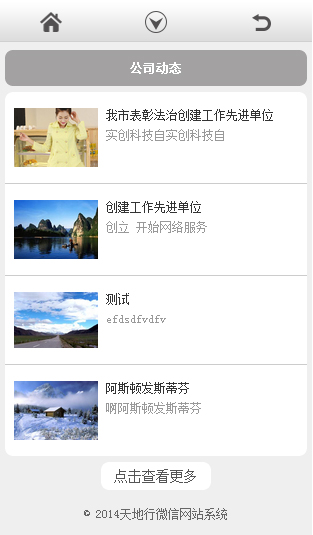 公司动态
我市表彰法治创建工作先进单位
实创科技自实创科技自
创建工作先进单位
创立 开始网络服务
测试
efdsdfvdfv
阿斯顿发斯蒂芬
啊阿斯顿发斯蒂芬
点击查看更多
© 2014天地行微信网站系统